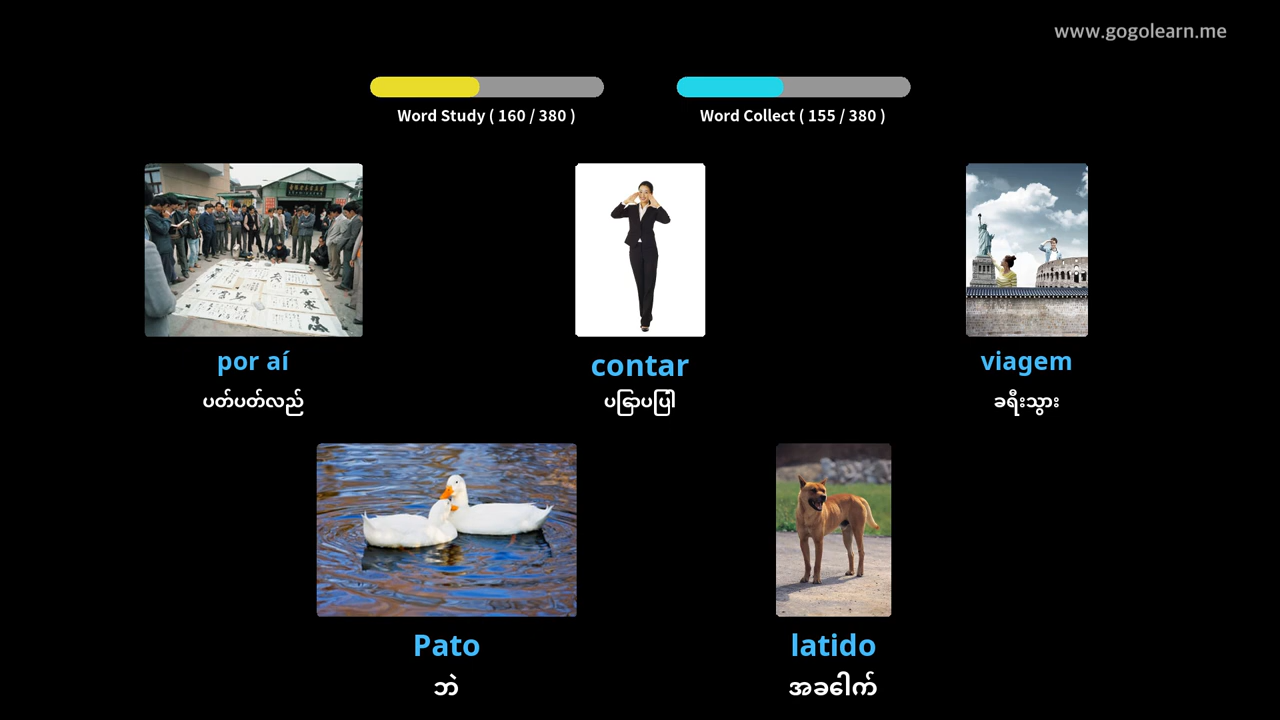 www.gogolearn.me
Word Study ( 160 / 380 )
Word Collect ( 155 / 380 )
por aí
ပတ်ပတ်လည်
contar
ပြောပြပါ
viagem
ခရီးသွား
Pato
ဘဲ
latido
အခေါက်